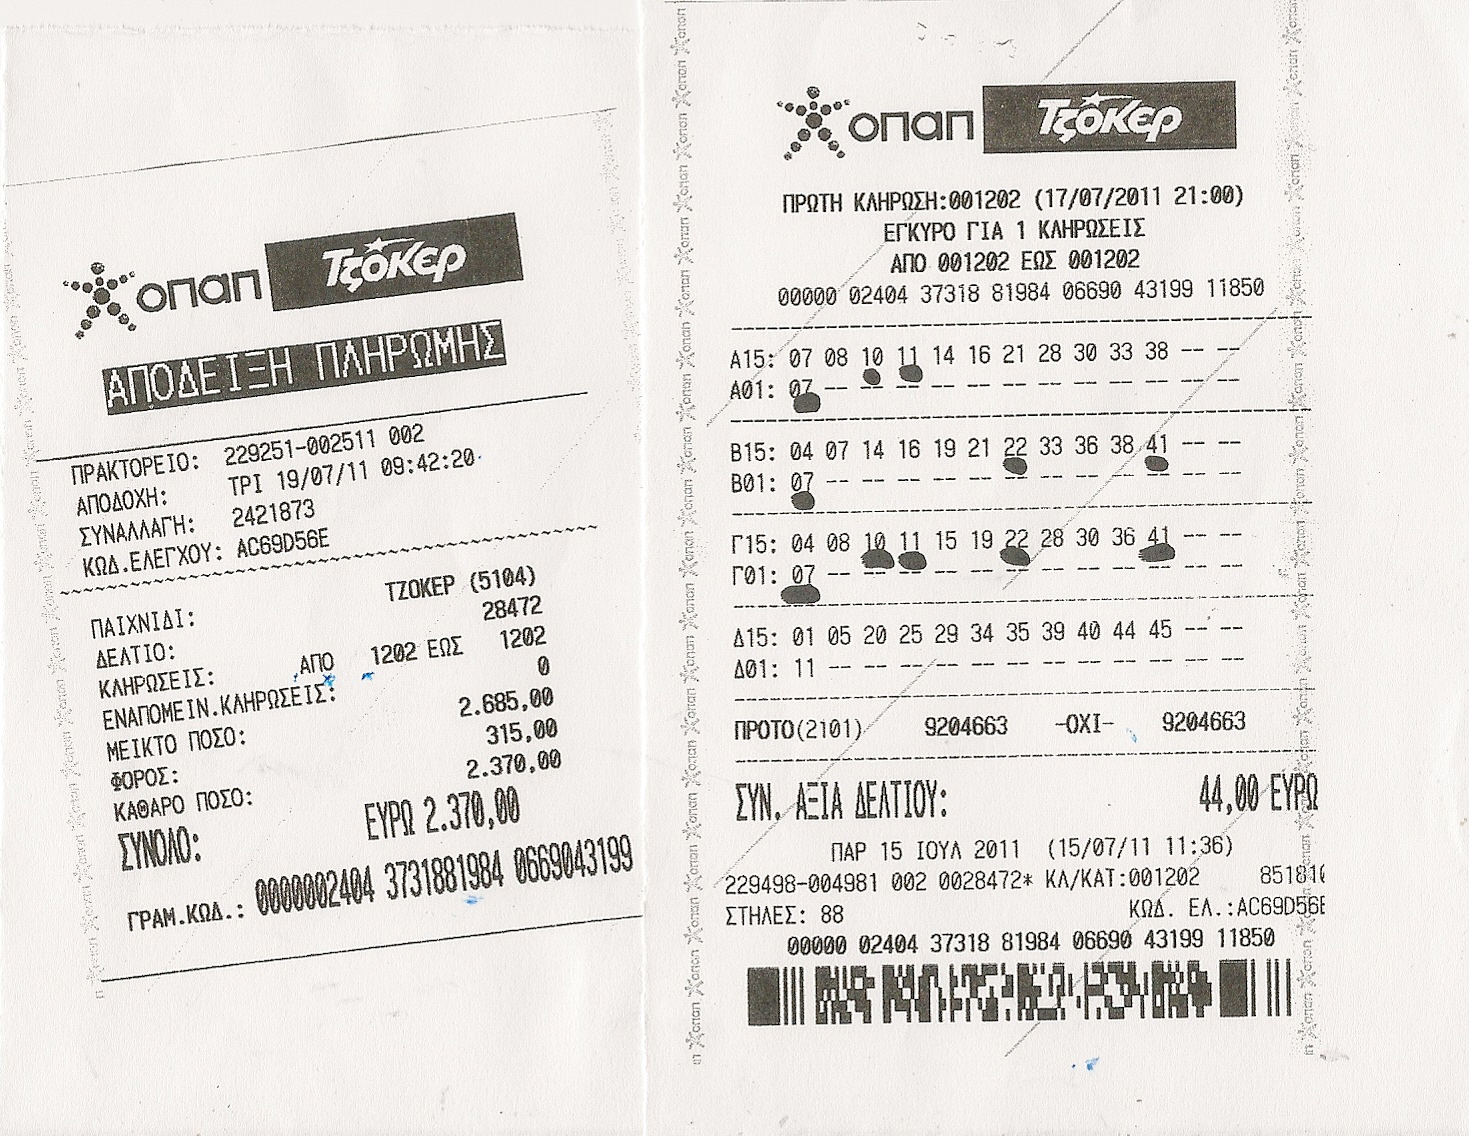 οπαπ Τζόκερ
ΑΠΟΔΕΙΞΗ ΠΛΗΡΩΜΗΣ
ΠΡΑΚΤΟΡΕΙΟ: 229251-002511 002
ΑΠΟΔΟΧΗ: ΤΡΙ 19/07/11 09:42:20
ΣΥΝΑΛΛΑΓΗ: 2421873
ΚΩΔ.ΕΛΕΓΧΟΥ: AC69D56E
ΠΑΙΧΝΙΔΙ: ΤΖΟΚΕΡ (5104)
ΔΕΛΤΙΟ: 28472
ΚΛΗΡΩΣΕΙΣ: ΑΠΟ 1202 ΕΩΣ 1202
ΕΝΑΠΟΜΕΙΝ.ΚΛΗΡΩΣΕΙΣ: 0
ΜΕΙΚΤΟ ΠΟΣΟ: 2.685,00
ΦΟΡΟΣ: 315,00
ΚΑΘΑΡΟ ΠΟΣΟ: 2.370,00
ΣΥΝΟΛΟ: ΕΥΡΩ 2.370,00
ΓΡΑΜ.ΚΩΔ.: 0000002404 3731881984 0669043199
οπαπ Τζόκερ
ΠΡΩΤΗ ΚΛΗΡΩΣΗ:001202 (17/07/2011 21:00)
ΕΓΚΥΡΟ ΓΙΑ 1 ΚΛΗΡΩΣΕΙΣ
ΑΠΟ 001202 ΕΩΣ 001202
00000 02404 37318 81984 06690 43199 11850
Α15: 07 08 10 11 14 16 21 28 30 33 38 -- --
Α01: 07 -- -- -- -- -- -- -- -- -- -- -- --
Β15: 04 07 14 16 19 21 22 33 36 38 41 -- --
Β01: 07 -- -- -- -- -- -- -- -- -- -- -- --
Γ15: 04 08 10 11 15 19 22 28 30 36 41 -- --
Γ01: 07 -- -- -- -- -- -- -- -- -- -- -- --
Δ15: 01 05 20 25 29 34 35 39 40 44 45 -- --
Δ01: 11 -- -- -- -- -- -- -- -- -- -- -- --
ΠΡΟΤΟ(2101) 9204663 -ΟΧΙ- 9204663
ΣΥΝ. ΑΞΙΑ ΔΕΛΤΙΟΥ: 44,00 ΕΥΡΩ
ΠΑΡ 15 ΙΟΥΛ 2011 (15/07/11 11:36)
229498-004981 002 0028472* ΚΛ/ΚΑΤ:001202 851810
ΣΤΗΛΕΣ: 88 ΚΩΔ. ΕΛ.:AC69D56E
00000 02404 37318 81984 06690 43199 11850